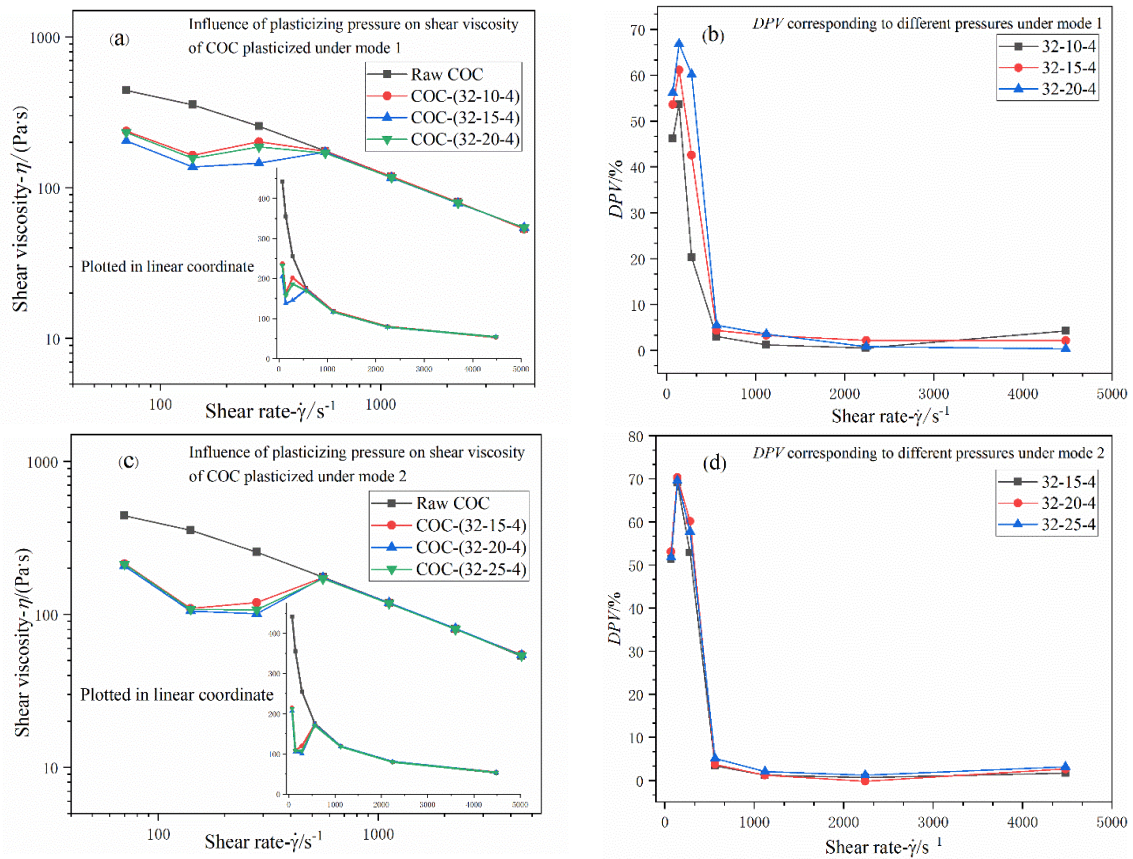 (a)
Influence of plasticizing pressure on shear viscosity
of COC plasticized under mode 1
Raw COC
COC-(32-10-4)
COC-(32-15-4)
COC-(32-20-4)
Plotted in linear coordinate
Shear viscosity-η/(Pa·s)
1000
100
10
100
1000
Shear rate-γ̇/s⁻¹
400
300
200
100
0
0
1000
2000
3000
4000
5000
(b)
DPV corresponding to different pressures under mode 1
32-10-4
32-15-4
32-20-4
DPV/%
70
60
50
40
30
20
10
0
0
1000
2000
3000
4000
5000
Shear rate-γ̇/s⁻¹
(c)
Influence of plasticizing pressure on shear viscosity
of COC plasticized under mode 2
Raw COC
COC-(32-15-4)
COC-(32-20-4)
COC-(32-25-4)
Plotted in linear coordinate
Shear viscosity-η/(Pa·s)
1000
100
10
100
1000
Shear rate-γ̇/s⁻¹
400
300
200
100
0
0
1000
2000
3000
4000
5000
(d)
DPV corresponding to different pressures under mode 2
32-15-4
32-20-4
32-25-4
DPV/%
80
70
60
50
40
30
20
10
0
0
1000
2000
3000
4000
5000
Shear rate-γ̇/s⁻¹